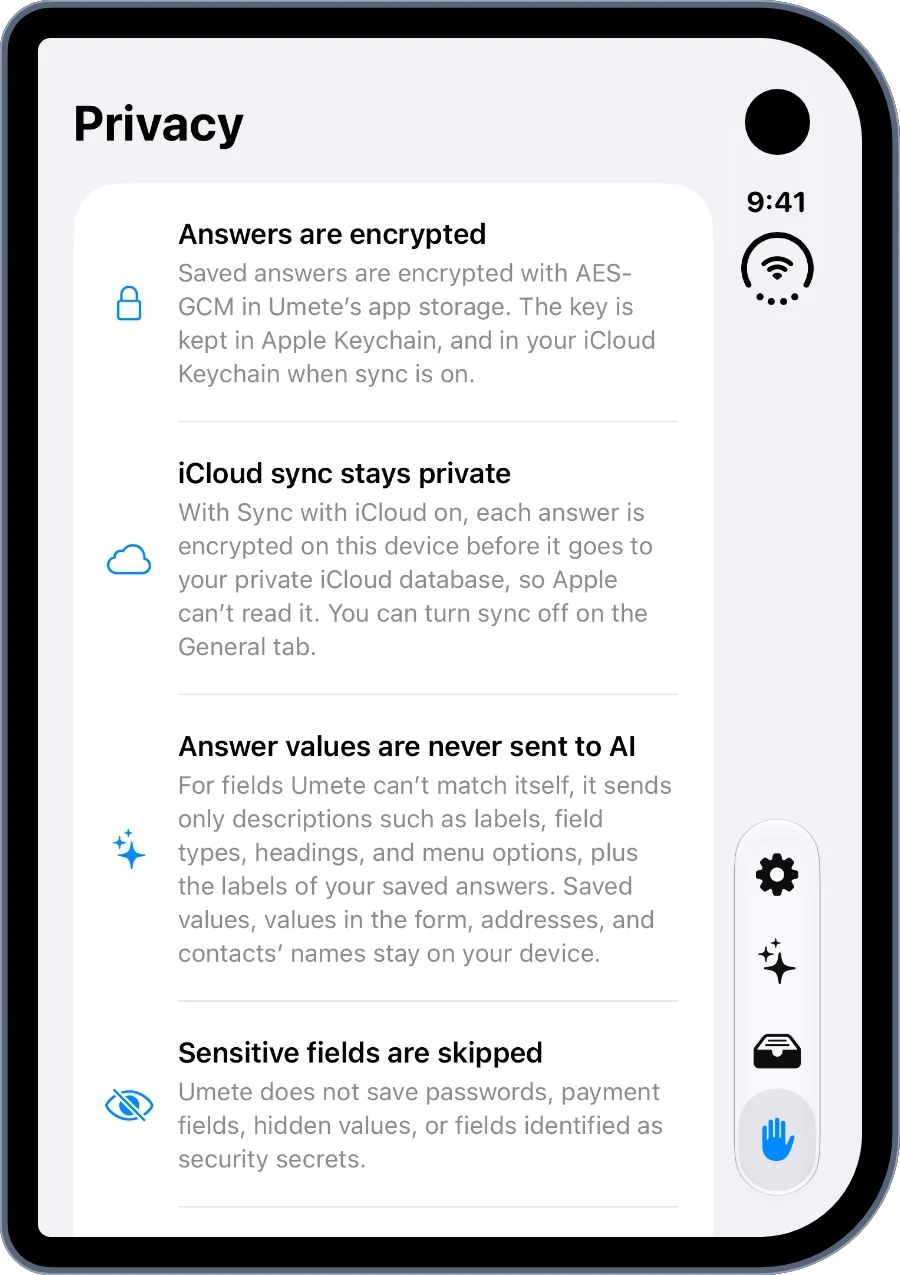 Privacy
9:41
Answers are encrypted
Saved answers are encrypted with AES-
GCM in Umete’s app storage. The key is
kept in Apple Keychain, and in your iCloud
Keychain when sync is on.
iCloud sync stays private
With Sync with iCloud on, each answer is
encrypted on this device before it goes to
your private iCloud database, so Apple
can’t read it. You can turn sync off on the
General tab.
Answer values are never sent to AI
For fields Umete can’t match itself, it sends
only descriptions such as labels, field
types, headings, and menu options, plus
the labels of your saved answers. Saved
values, values in the form, addresses, and
contacts’ names stay on your device.
Sensitive fields are skipped
Umete does not save passwords, payment
fields, hidden values, or fields identified as
security secrets.